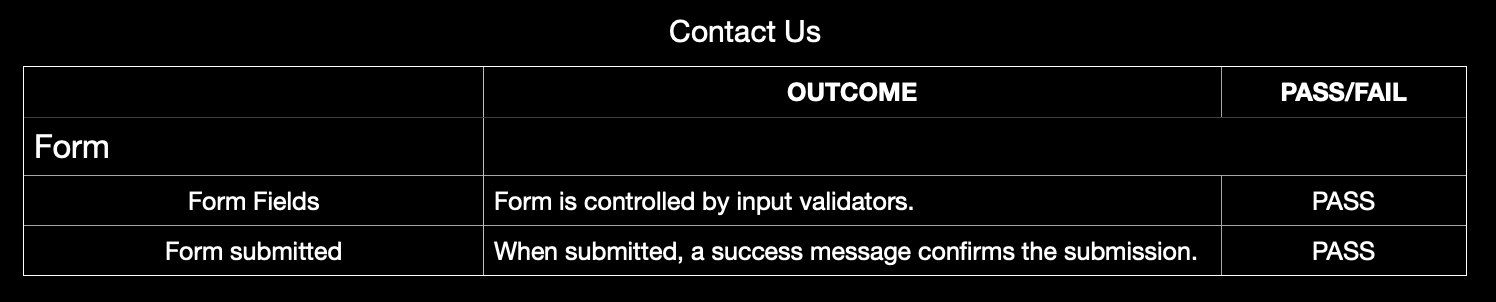 Contact Us
OUTCOME PASS/FAIL
Form
Form Fields Form is controlled by input validators. PASS
Form submitted When submitted, a success message confirms the submission. PASS